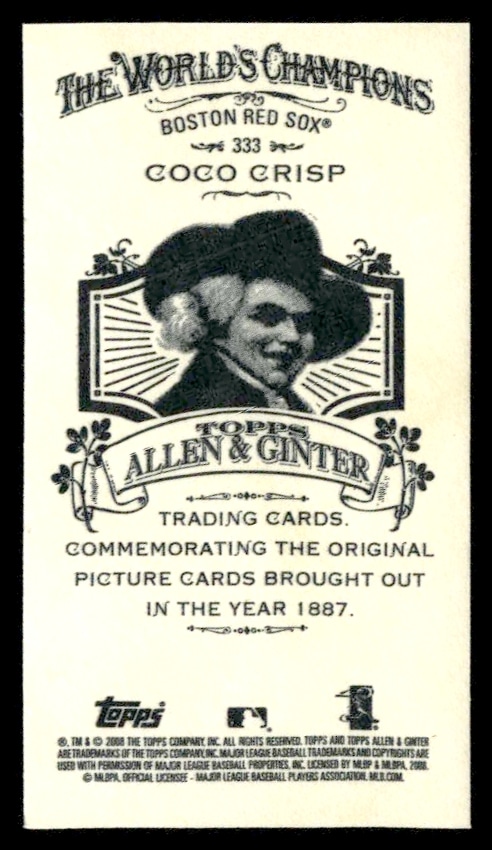 THE WORLD'S CHAMPIONS
BOSTON RED SOX®
333
COCO CRISP
TOPPS
ALLEN & GINTER
TRADING CARDS.
COMMEMORATING THE ORIGINAL
PICTURE CARDS BROUGHT OUT
IN THE YEAR 1887.
topps
®, TM & © 2008 THE TOPPS COMPANY, INC. ALL RIGHTS RESERVED. TOPPS AND TOPPS ALLEN & GINTER
ARE TRADEMARKS OF THE TOPPS COMPANY, INC. MAJOR LEAGUE BASEBALL TRADEMARKS AND COPYRIGHTS ARE
USED WITH PERMISSION OF MAJOR LEAGUE BASEBALL PROPERTIES, INC. LICENSED BY MLBP & MLBPA, 2008.
© MLBPA, OFFICIAL LICENSEE - MAJOR LEAGUE BASEBALL PLAYERS ASSOCIATION. MLB.COM.